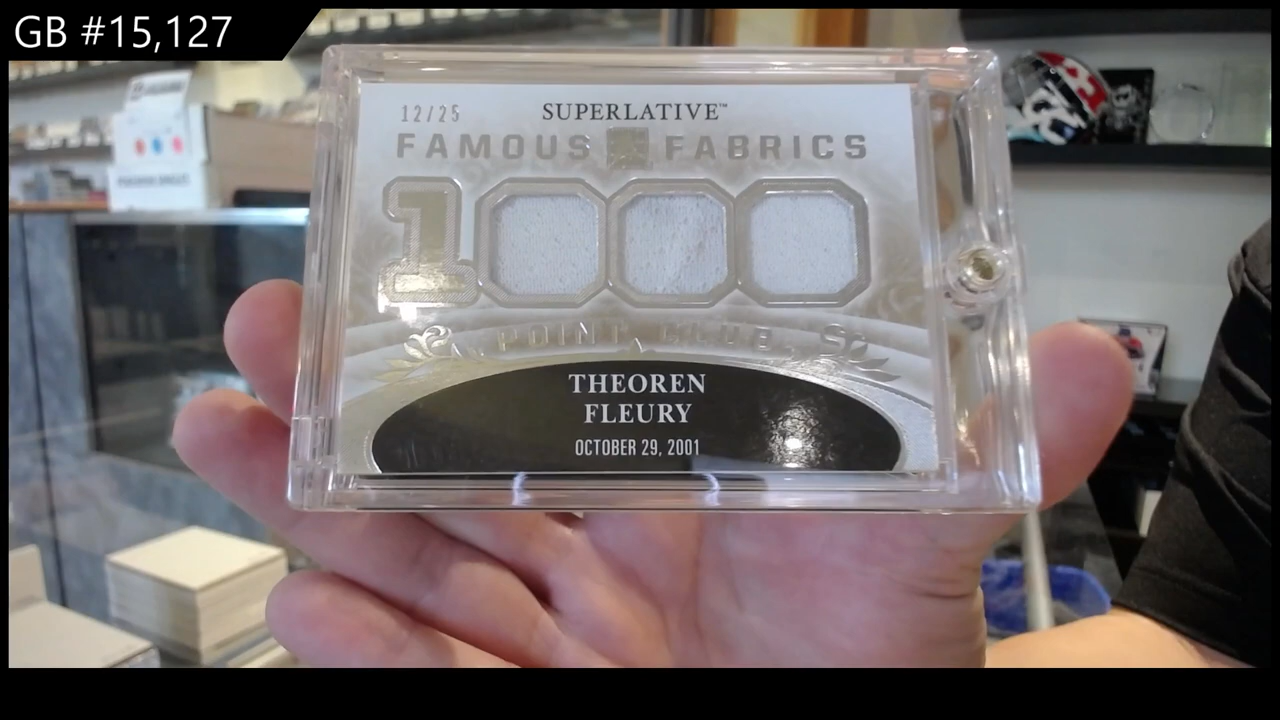 GB #15,127
12/25
SUPERLATIVE™
FAMOUS FABRICS
1000
POINT CLUB
THEOREN
FLEURY
OCTOBER 29, 2001